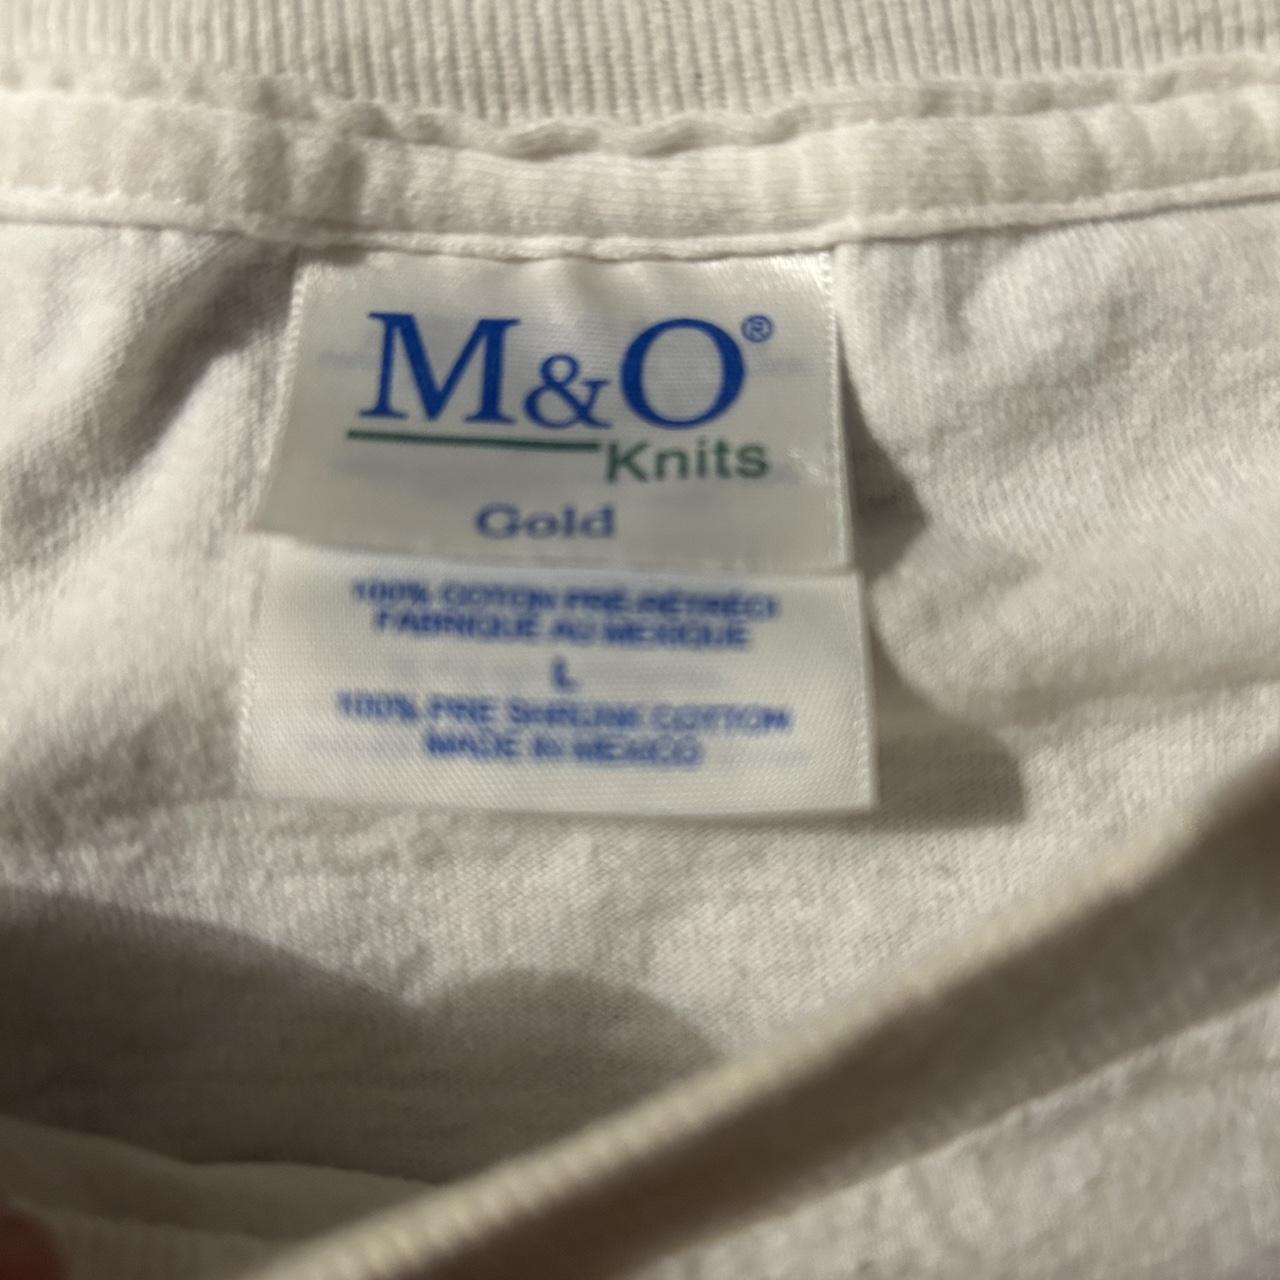 M&O®
Knits
Gold
100% COTON PRÉ-RÉTRÉCI
FABRIQUÉ AU MEXIQUE
L
100% PRE SHRUNK COTTON
MADE IN MEXICO